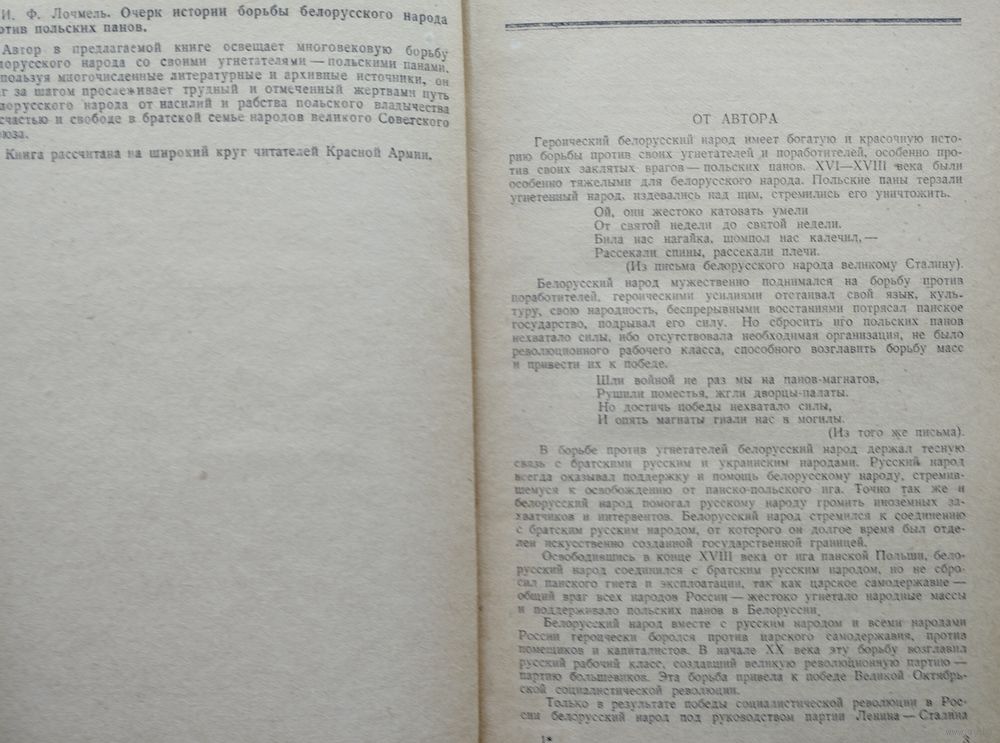 И. Ф. Лочмель. Очерк истории борьбы белорусского народа
отив польских панов.
Автор в предлагаемой книге освещает многовековую борьбу
лорусского народа со своими угнетателями — польскими панами.
пользуя многочисленные литературные и архивные источники, он
г за шагом прослеживает трудный и отмеченный жертвами путь
лорусского народа от насилий и рабства польского владычества
счастью и свободе в братской семье народов великого Советского
юза.
Книга рассчитана на широкий круг читателей Красной Армии.
ОТ АВТОРА
Героический белорусский народ имеет богатую и красочную исто-
рию борьбы против своих угнетателей и поработителей, особенно про-
тив своих заклятых врагов — польских панов. XVI—XVIII века были
особенно тяжелыми для белорусского народа. Польские паны терзали
угнетенный народ, издевались над ним, стремились его уничтожить.
Ой, они жестоко катовать умели
От святой недели до святой недели.
Била нас нагайка, шомпол нас калечил,—
Рассекали спины, рассекали плечи.
(Из письма белорусского народа великому Сталину).
Белорусский народ мужественно поднимался на борьбу против
поработителей, героическими усилиями отстаивал свой язык, куль-
туру, свою народность, беспрерывными восстаниями потрясал панское
государство, подрывал его силу. Но сбросить иго польских панов
нехватало силы, ибо отсутствовала необходимая организация, не было
революционного рабочего класса, способного возглавить борьбу масс
и привести их к победе.
Шли войной не раз мы на панов-магнатов,
Рушили поместья, жгли дворцы-палаты.
Но достичь победы нехватало силы,
И опять магнаты гнали нас в могилы.
(Из того же письма).
В борьбе против угнетателей белорусский народ держал тесную
связь с братскими русским и украинским народами. Русский народ
всегда оказывал поддержку и помощь белорусскому народу, стремив-
шемуся к освобождению от панско-польского ига. Точно так же и
белорусский народ помогал русскому народу громить иноземных за-
хватчиков и интервентов. Белорусский народ стремился к соединению
с братским русским народом, от которого он долгое время был отде-
лен искусственно созданной государственной границей.
Освободившись в конце XVIII века от ига панской Польши, бело-
русский народ соединился с братским русским народом, но не сбро-
сил панского гнета и эксплоатации, так как царское самодержавие —
общий враг всех народов России — жестоко угнетало народные массы
и поддерживало польских панов в Белоруссии.
Белорусский народ вместе с русским народом и всеми народами
России героически боролся против царского самодержавия, против
помещиков и капиталистов. В начале XX века эту борьбу возглавил
русский рабочий класс, создавший великую революционную партию —
партию большевиков. Эта борьба привела к победе Великой Октябрь-
ской социалистической революции.
Только в результате победы социалистической революции в Рос-
сии белорусский народ под руководством партии Ленина — Сталина
1*
3